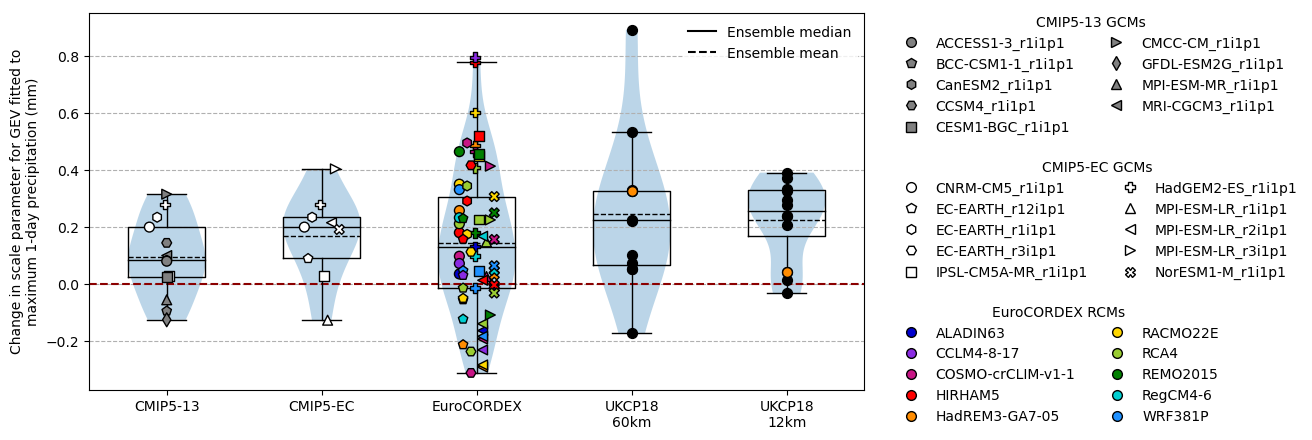 Change in scale parameter for GEV fitted to
maximum 1-day precipitation (mm)
0.8
0.6
0.4
0.2
0.0
−0.2
CMIP5-13
CMIP5-EC
EuroCORDEX
UKCP18
60km
UKCP18
12km
Ensemble median
Ensemble mean
CMIP5-13 GCMs
ACCESS1-3_r1i1p1
BCC-CSM1-1_r1i1p1
CanESM2_r1i1p1
CCSM4_r1i1p1
CESM1-BGC_r1i1p1
CMCC-CM_r1i1p1
GFDL-ESM2G_r1i1p1
MPI-ESM-MR_r1i1p1
MRI-CGCM3_r1i1p1
CMIP5-EC GCMs
CNRM-CM5_r1i1p1
EC-EARTH_r12i1p1
EC-EARTH_r1i1p1
EC-EARTH_r3i1p1
IPSL-CM5A-MR_r1i1p1
HadGEM2-ES_r1i1p1
MPI-ESM-LR_r1i1p1
MPI-ESM-LR_r2i1p1
MPI-ESM-LR_r3i1p1
NorESM1-M_r1i1p1
EuroCORDEX RCMs
ALADIN63
CCLM4-8-17
COSMO-crCLIM-v1-1
HIRHAM5
HadREM3-GA7-05
RACMO22E
RCA4
REMO2015
RegCM4-6
WRF381P